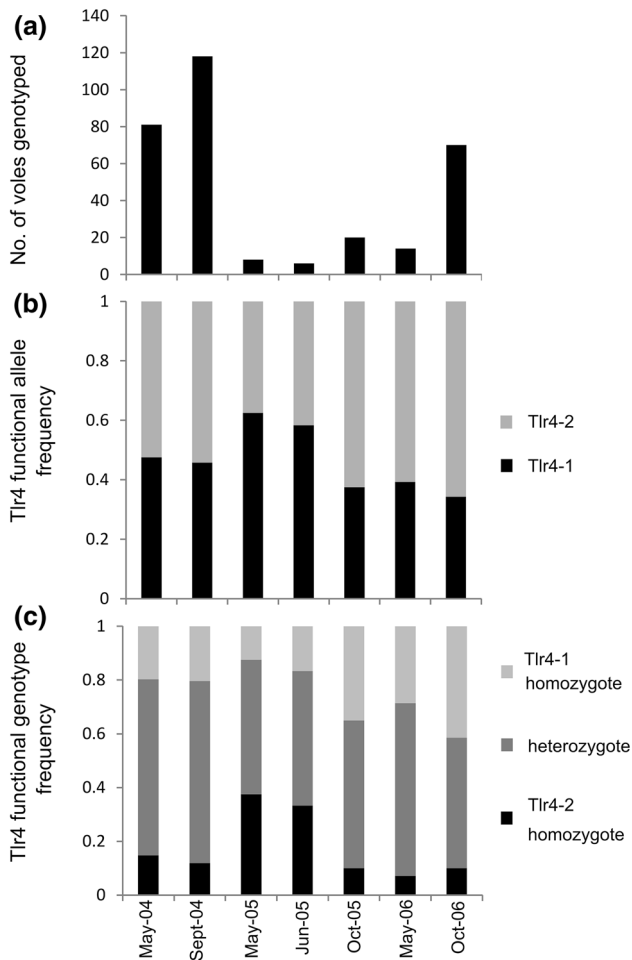 (a)
No. of voles genotyped
140
120
100
80
60
40
20
0
(b)
Tlr4 functional allele
frequency
1
0.8
0.6
0.4
0.2
0
Tlr4-2
Tlr4-1
(c)
Tlr4 functional genotype
frequency
1
0.8
0.6
0.4
0.2
0
Tlr4-1
homozygote
heterozygote
Tlr4-2
homozygote
May-04
Sept-04
May-05
Jun-05
Oct-05
May-06
Oct-06